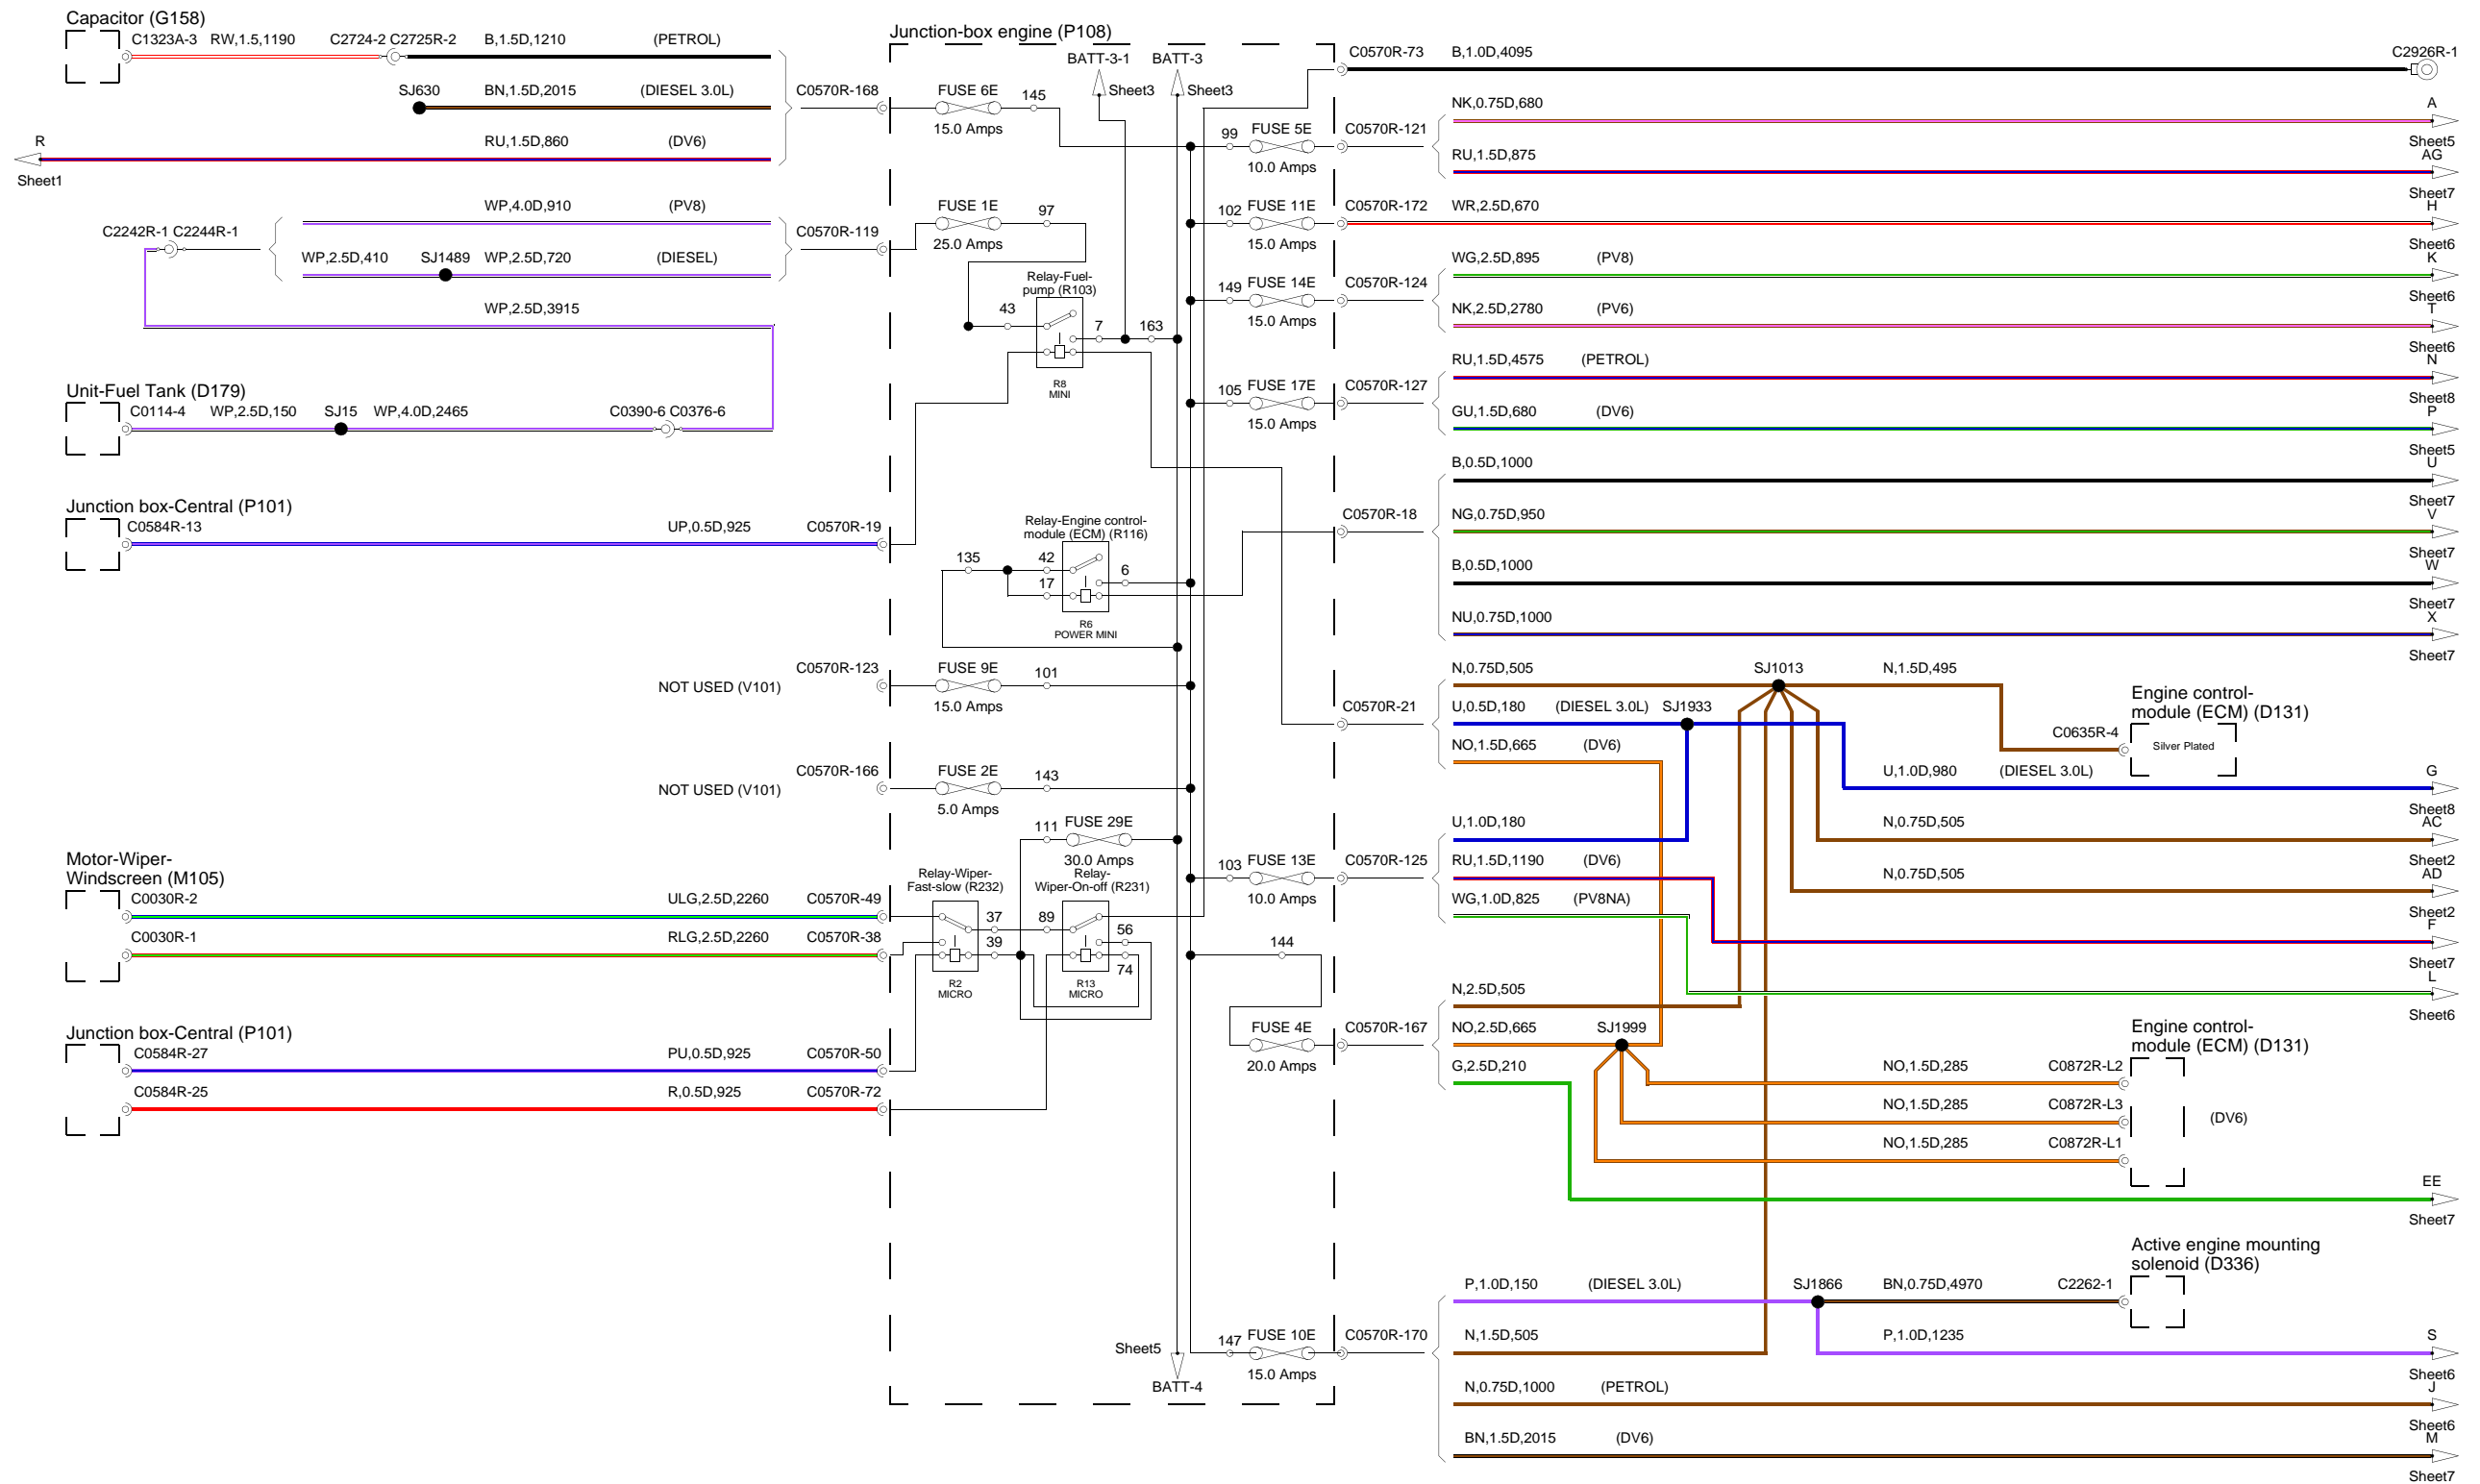 Capacitor (G158)
C1323A-3 RW,1.5,1190 C2724-2 C2725R-2 B,1.5D,1210 (PETROL)
SJ630 BN,1.5D,2015 (DIESEL 3.0L) C0570R-168
R RU,1.5D,860 (DV6)
Sheet1
WP,4.0D,910 (PV8)
C2242R-1 C2244R-1 C0570R-119
WP,2.5D,410 SJ1489 WP,2.5D,720 (DIESEL)
WP,2.5D,3915
Unit-Fuel Tank (D179)
C0114-4 WP,2.5D,150 SJ15 WP,4.0D,2465 C0390-6 C0376-6
Junction box-Central (P101)
C0584R-13 UP,0.5D,925 C0570R-19
C0570R-123
NOT USED (V101)
C0570R-166
NOT USED (V101)
Motor-Wiper-
Windscreen (M105)
C0030R-2 ULG,2.5D,2260 C0570R-49
C0030R-1 RLG,2.5D,2260 C0570R-38
Junction box-Central (P101)
C0584R-27 PU,0.5D,925 C0570R-50
C0584R-25 R,0.5D,925 C0570R-72
Junction-box engine (P108)
BATT-3-1 BATT-3
Sheet3 Sheet3
FUSE 6E 145
15.0 Amps
99 FUSE 5E
10.0 Amps
FUSE 1E 97
25.0 Amps
102 FUSE 11E
15.0 Amps
Relay-Fuel-
pump (R103)
43 7 163
R8
MINI
149 FUSE 14E
15.0 Amps
105 FUSE 17E
15.0 Amps
Relay-Engine control-
module (ECM) (R116)
135 42 6
17
R6
POWER MINI
FUSE 9E 101
15.0 Amps
FUSE 2E 143
5.0 Amps
111 FUSE 29E
30.0 Amps
Relay-Wiper-
Fast-slow (R232)
Relay-
Wiper-On-off (R231)
37 89 56
39 74
R2
MICRO
R13
MICRO
103 FUSE 13E
10.0 Amps
144
FUSE 4E
20.0 Amps
147 FUSE 10E
15.0 Amps
Sheet5
BATT-4
C0570R-73 B,1.0D,4095 C2926R-1
NK,0.75D,680 A
C0570R-121 Sheet5
RU,1.5D,875 AG
Sheet7
C0570R-172 WR,2.5D,670 H
Sheet6
WG,2.5D,895 (PV8) K
C0570R-124 Sheet6
NK,2.5D,2780 (PV6) T
Sheet6
RU,1.5D,4575 (PETROL) N
C0570R-127 Sheet8
GU,1.5D,680 (DV6) P
Sheet5
B,0.5D,1000 U
Sheet7
C0570R-18 NG,0.75D,950 V
Sheet7
B,0.5D,1000 W
Sheet7
NU,0.75D,1000 X
Sheet7
N,0.75D,505 SJ1013 N,1.5D,495
C0570R-21 U,0.5D,180 (DIESEL 3.0L) SJ1933
NO,1.5D,665 (DV6)
Engine control-
module (ECM) (D131)
C0635R-4 Silver Plated
U,1.0D,980 (DIESEL 3.0L) G
Sheet8
U,1.0D,180 N,0.75D,505 AC
Sheet2
C0570R-125 RU,1.5D,1190 (DV6) N,0.75D,505 AD
Sheet2
WG,1.0D,825 (PV8NA) F
Sheet7
L
Sheet6
N,2.5D,505
C0570R-167 NO,2.5D,665 SJ1999
G,2.5D,210
Engine control-
module (ECM) (D131)
NO,1.5D,285 C0872R-L2
NO,1.5D,285 C0872R-L3 (DV6)
NO,1.5D,285 C0872R-L1
EE
Sheet7
Active engine mounting
solenoid (D336)
P,1.0D,150 (DIESEL 3.0L) SJ1866 BN,0.75D,4970 C2262-1
C0570R-170 N,1.5D,505 P,1.0D,1235 S
Sheet6
N,0.75D,1000 (PETROL) J
Sheet6
BN,1.5D,2015 (DV6) M
Sheet7